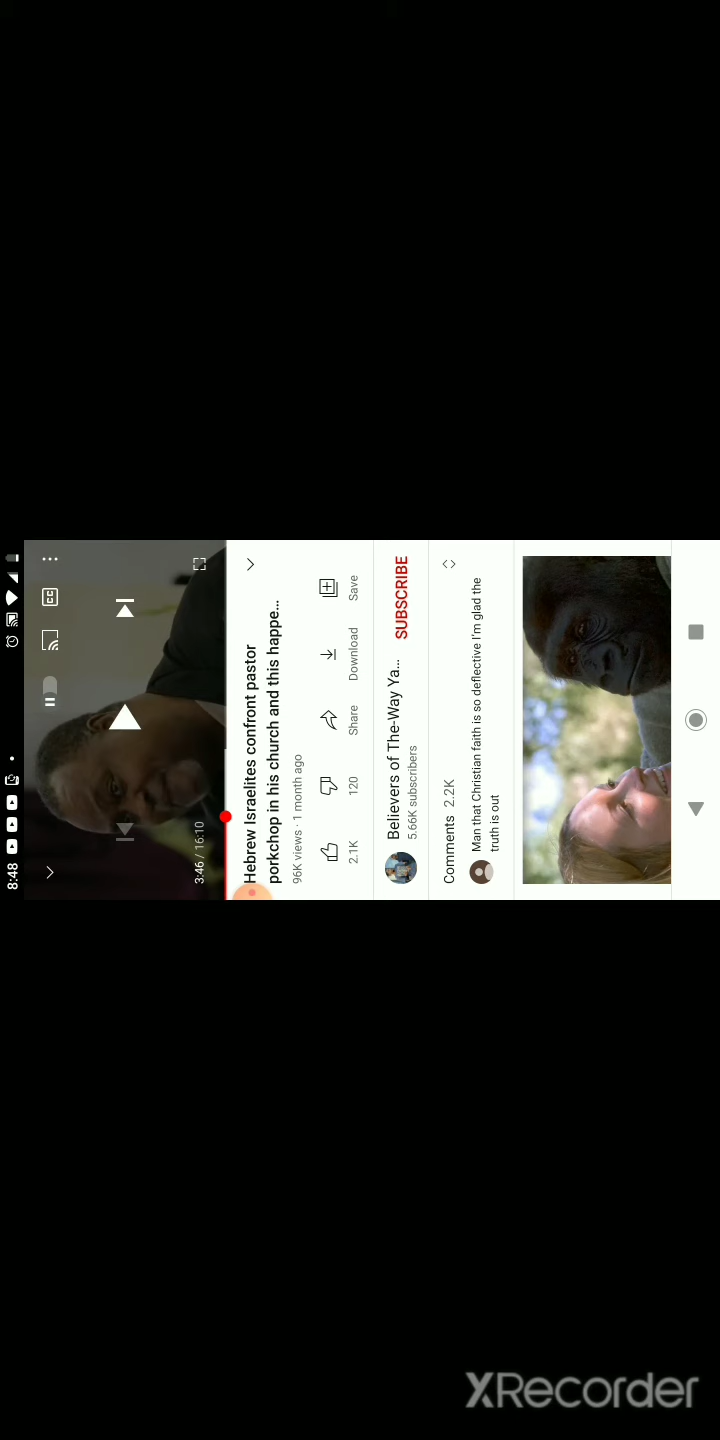 8:48
CC
3:46 / 16:10
Hebrew Israelites confront pastor
porkchop in his church and this happe...
96K views · 1 month ago
2.1K
120
Share
Download
Save
Believers of The-Way Ya...
5.66K subscribers
SUBSCRIBE
Comments 2.2K
Man that Christian faith is so deflective I'm glad the
truth is out
XRecorder